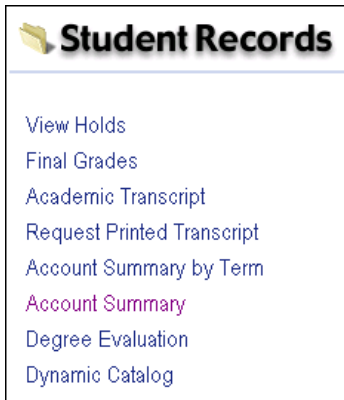 Student Records
View Holds
Final Grades
Academic Transcript
Request Printed Transcript
Account Summary by Term
Account Summary
Degree Evaluation
Dynamic Catalog